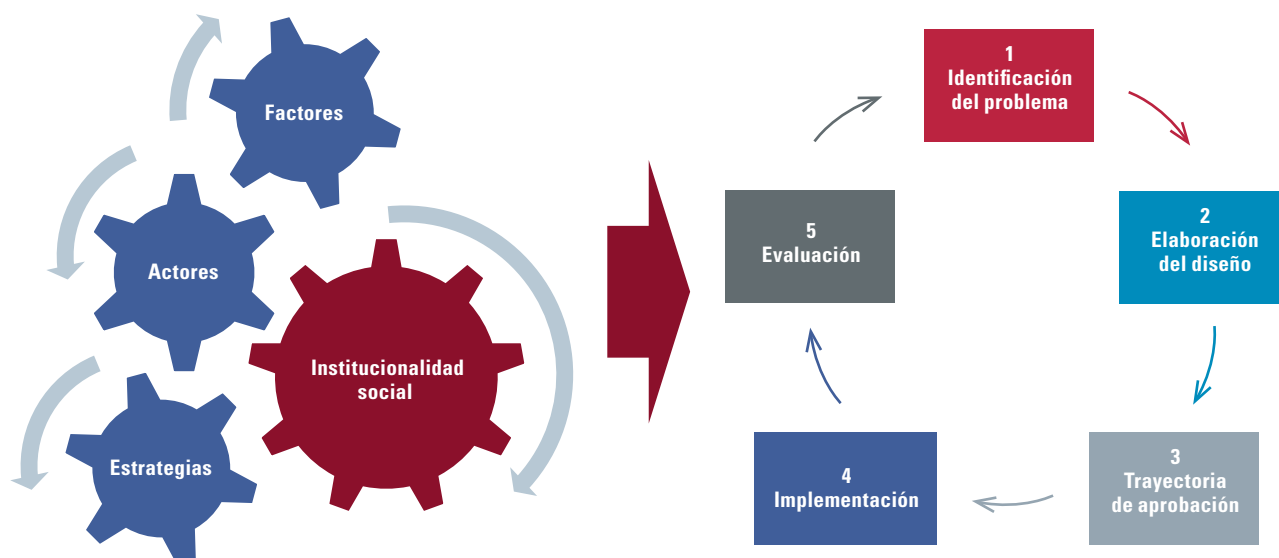 Factores
Actores
Estrategias
Institucionalidad
social
1
Identificación
del problema
2
Elaboración
del diseño
3
Trayectoria
de aprobación
4
Implementación
5
Evaluación